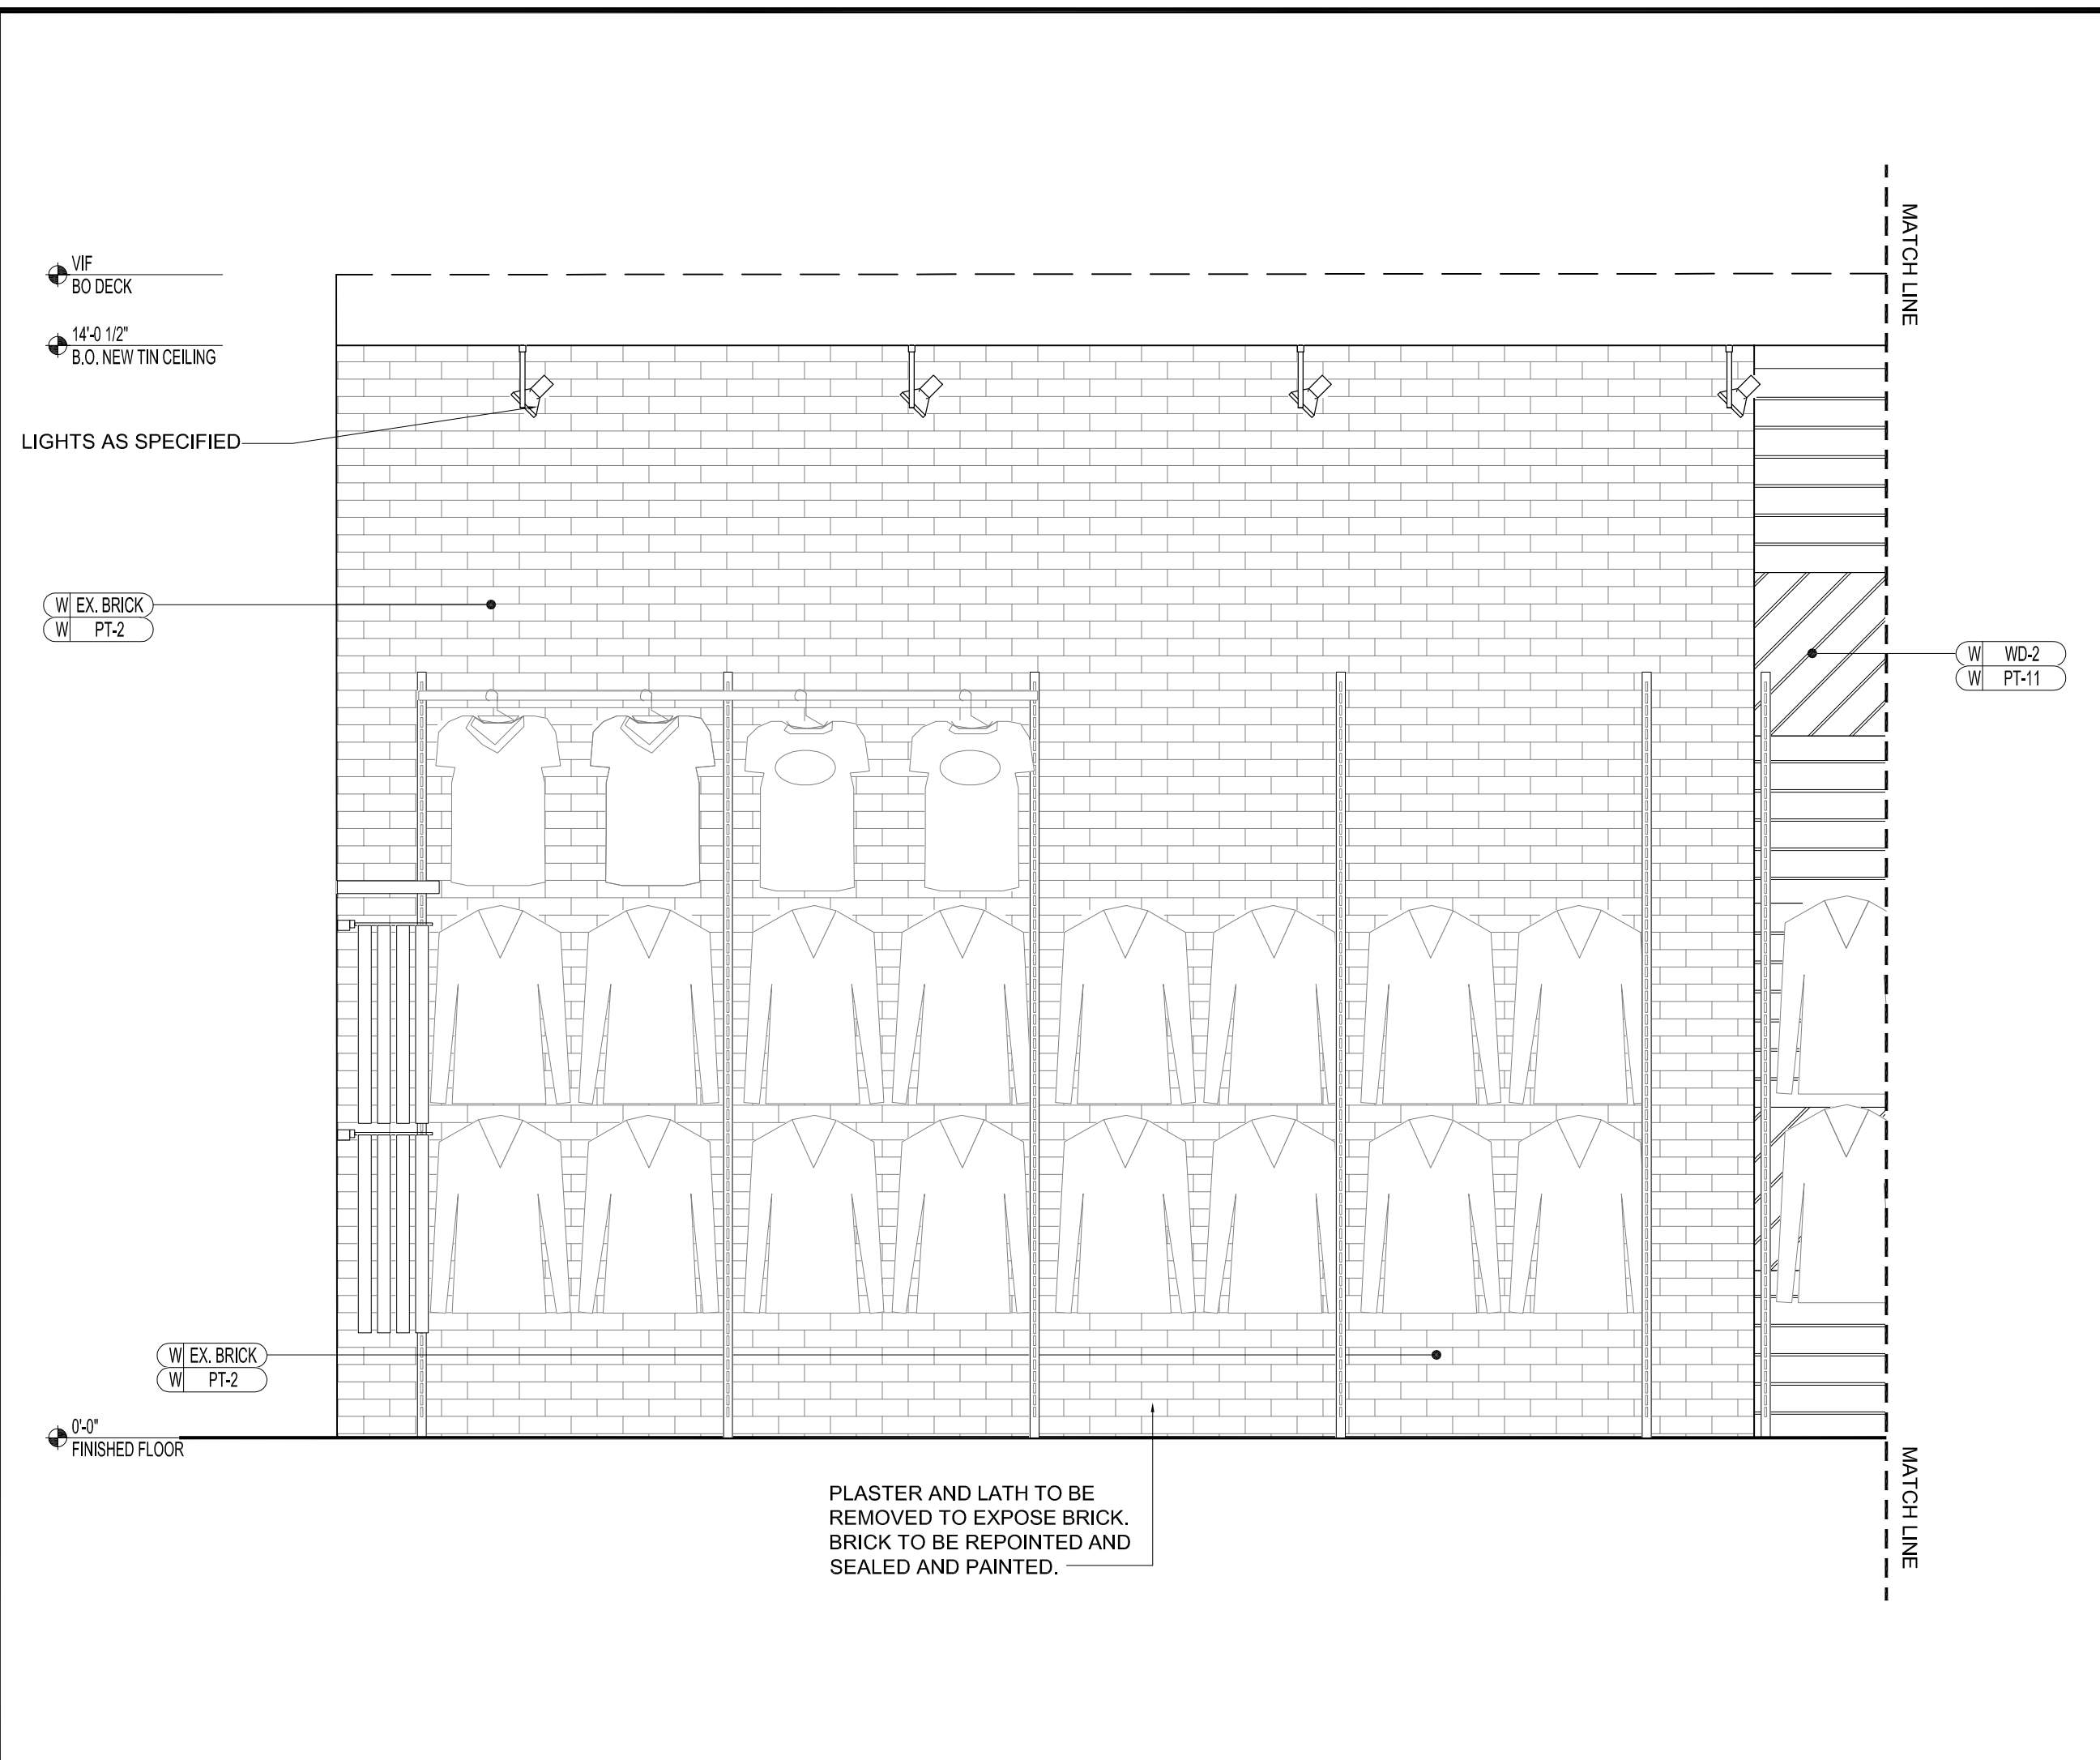 MATCH LINE
VIF
BO DECK
14'-0 1/2"
B.O. NEW TIN CEILING
LIGHTS AS SPECIFIED
W EX. BRICK
W PT-2
W WD-2
W PT-11
W EX. BRICK
W PT-2
0'-0"
FINISHED FLOOR
MATCH LINE
PLASTER AND LATH TO BE
REMOVED TO EXPOSE BRICK.
BRICK TO BE REPOINTED AND
SEALED AND PAINTED.